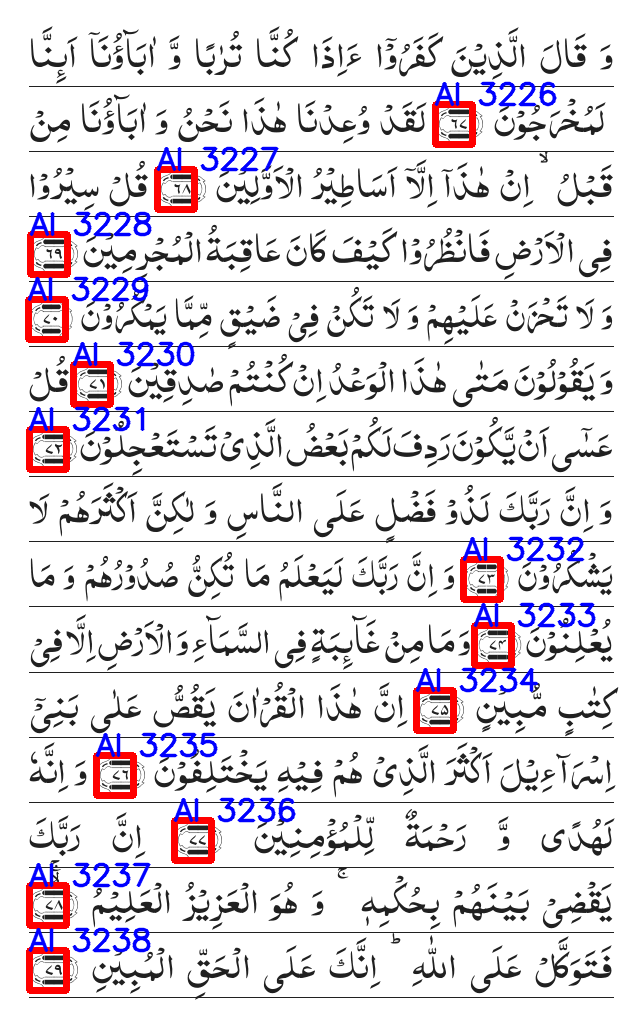 وَ قَالَ الَّذِیْنَ كَفَرُوْۤا ءَاِذَا كُنَّا تُرٰبًا وَّ اٰبَآؤُنَاۤ اَىِٕنَّا
لَمُخْرَجُوْنَ ﴿۶۷﴾ AI 3226 لَقَدْ وُعِدْنَا هٰذَا نَحْنُ وَ اٰبَآؤُنَا مِنْ
قَبْلُ ۙ اِنْ هٰذَاۤ اِلَّاۤ اَسَاطِیْرُ الْاَوَّلِیْنَ ﴿۶۸﴾ AI 3227 قُلْ سِیْرُوْا
فِی الْاَرْضِ فَانْظُرُوْا كَیْفَ كَانَ عَاقِبَةُ الْمُجْرِمِیْنَ ﴿۶۹﴾ AI 3228
وَ لَا تَحْزَنْ عَلَیْهِمْ وَ لَا تَكُنْ فِیْ ضَیْقٍ مِّمَّا یَمْكُرُوْنَ ﴿۷۰﴾ AI 3229
وَ یَقُوْلُوْنَ مَتٰی هٰذَا الْوَعْدُ اِنْ كُنْتُمْ صٰدِقِیْنَ ﴿۷۱﴾ AI 3230 قُلْ
عَسٰۤی اَنْ یَّكُوْنَ رَدِفَ لَكُمْ بَعْضُ الَّذِیْ تَسْتَعْجِلُوْنَ ﴿۷۲﴾ AI 3231
وَ اِنَّ رَبَّكَ لَذُوْ فَضْلٍ عَلَی النَّاسِ وَ لٰكِنَّ اَكْثَرَهُمْ لَا
یَشْكُرُوْنَ ﴿۷۳﴾ AI 3232 وَ اِنَّ رَبَّكَ لَیَعْلَمُ مَا تُكِنُّ صُدُوْرُهُمْ وَ مَا
یُعْلِنُوْنَ ﴿۷۴﴾ AI 3233 وَ مَا مِنْ غَآىِٕبَةٍ فِی السَّمَآءِ وَ الْاَرْضِ اِلَّا فِیْ
كِتٰبٍ مُّبِیْنٍ ﴿۷۵﴾ AI 3234 اِنَّ هٰذَا الْقُرْاٰنَ یَقُصُّ عَلٰی بَنِیْۤ
اِسْرَآءِیْلَ اَكْثَرَ الَّذِیْ هُمْ فِیْهِ یَخْتَلِفُوْنَ ﴿۷۶﴾ AI 3235 وَ اِنَّهٗ
لَهُدًی وَّ رَحْمَةٌ لِّلْمُؤْمِنِیْنَ ﴿۷۷﴾ AI 3236 اِنَّ رَبَّكَ
یَقْضِیْ بَیْنَهُمْ بِحُكْمِهٖ ۚ وَ هُوَ الْعَزِیْزُ الْعَلِیْمُ ﴿۷۸﴾ AI 3237
فَتَوَكَّلْ عَلَی اللّٰهِ ؕ اِنَّكَ عَلَی الْحَقِّ الْمُبِیْنِ ﴿۷۹﴾ AI 3238